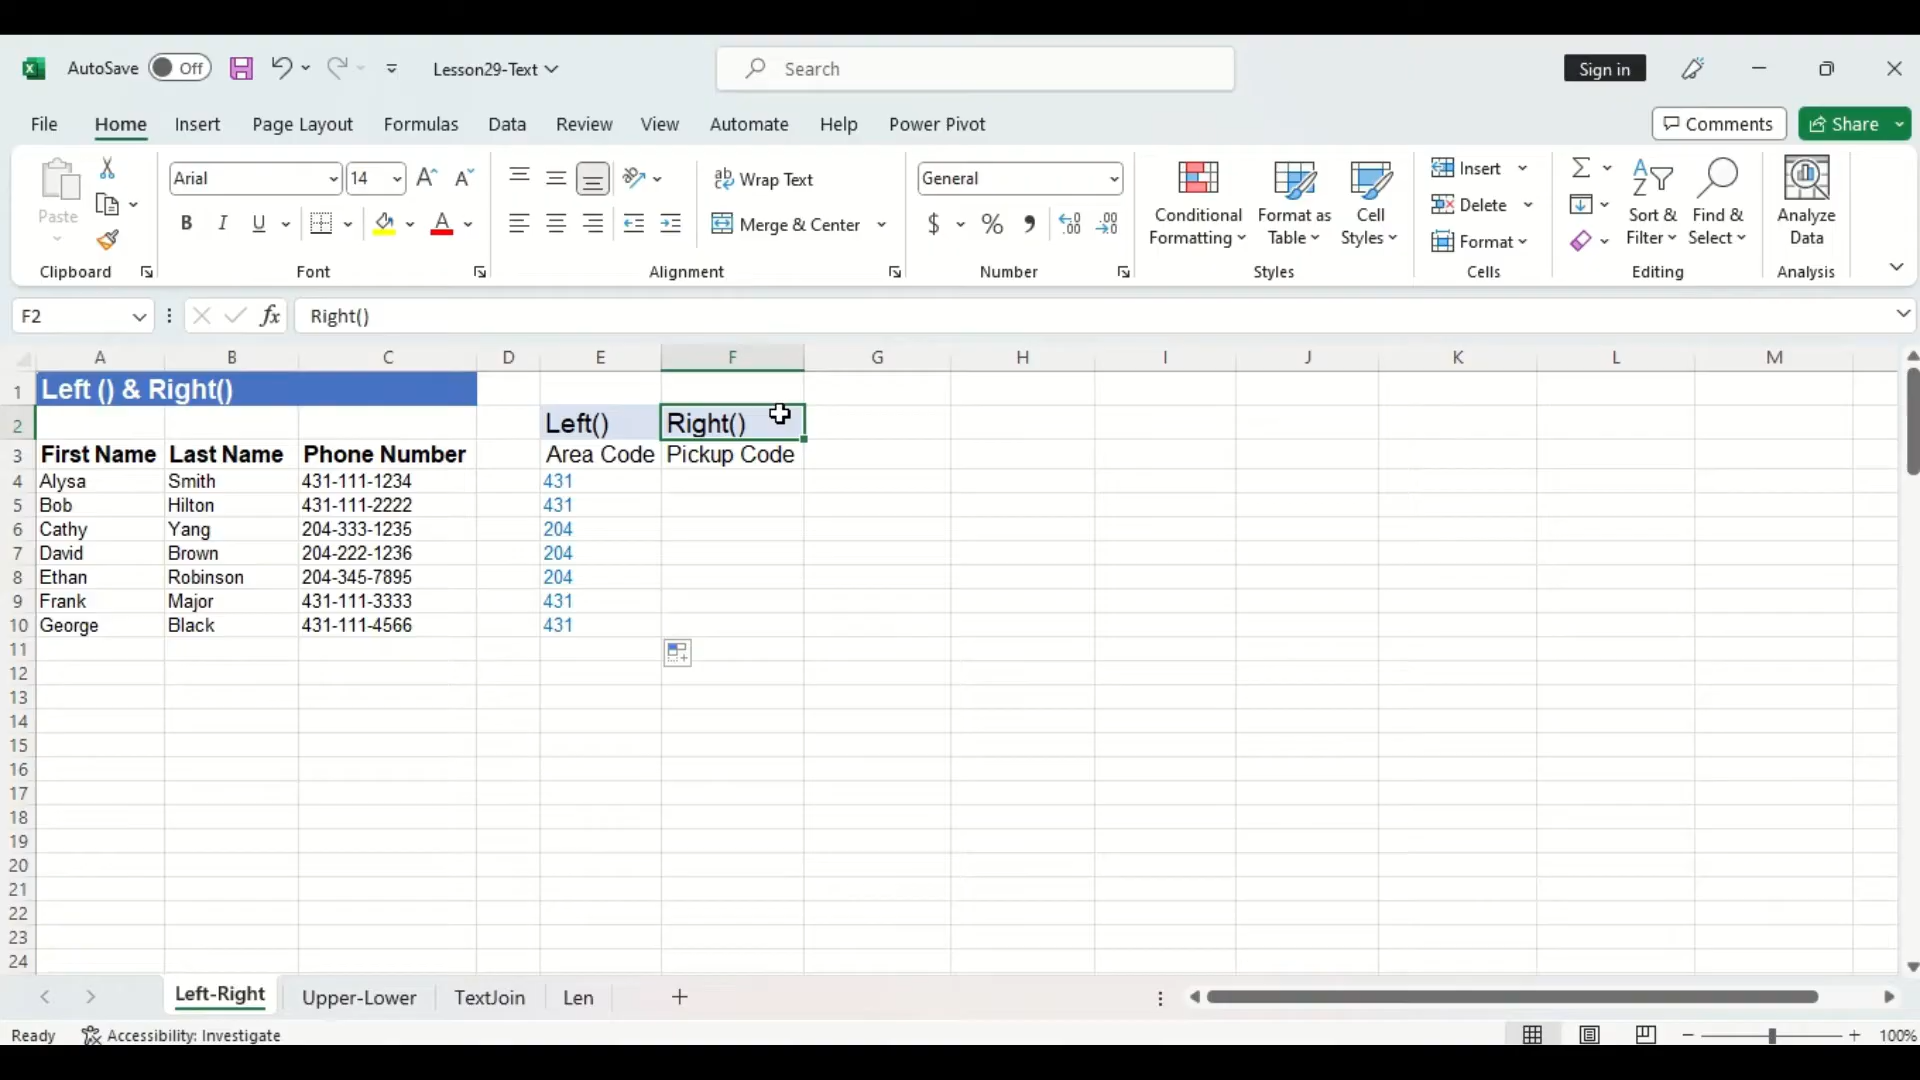 AutoSave Off Lesson29-Text Search Sign in
File Home Insert Page Layout Formulas Data Review View Automate Help Power Pivot Comments Share
Paste Arial 14 Wrap Text General Conditional Formatting Format as Table Cell Styles Insert Delete Format Sort & Filter Find & Select Analyze Data
B I U Merge & Center $ %
Clipboard Font Alignment Number Styles Cells Editing Analysis
F2 fx Right()
A B C D E F G H I J K L M
1 Left () & Right()
2 Left() Right()
3 First Name Last Name Phone Number Area Code Pickup Code
4 Alysa Smith 431-111-1234 431
5 Bob Hilton 431-111-2222 431
6 Cathy Yang 204-333-1235 204
7 David Brown 204-222-1236 204
8 Ethan Robinson 204-345-7895 204
9 Frank Major 431-111-3333 431
10 George Black 431-111-4566 431
11
12
13
14
15
16
17
18
19
20
21
22
23
24
Left-Right Upper-Lower TextJoin Len
Ready Accessibility: Investigate 100%